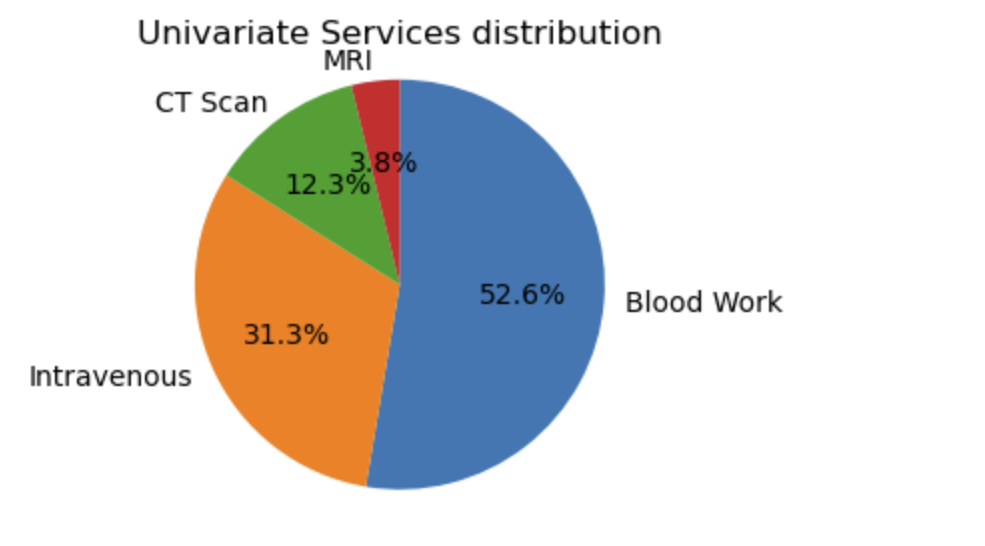 Univariate Services distribution
MRI
CT Scan
3.8%
12.3%
52.6%
Blood Work
31.3%
Intravenous